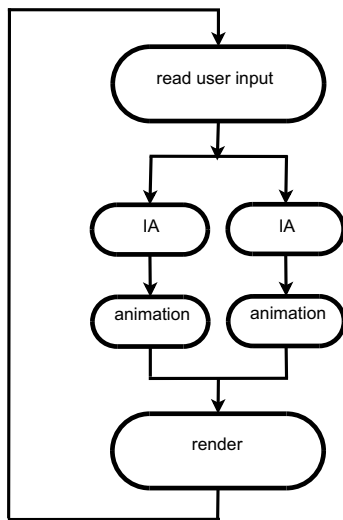 read user input
IA
IA
animation
animation
render